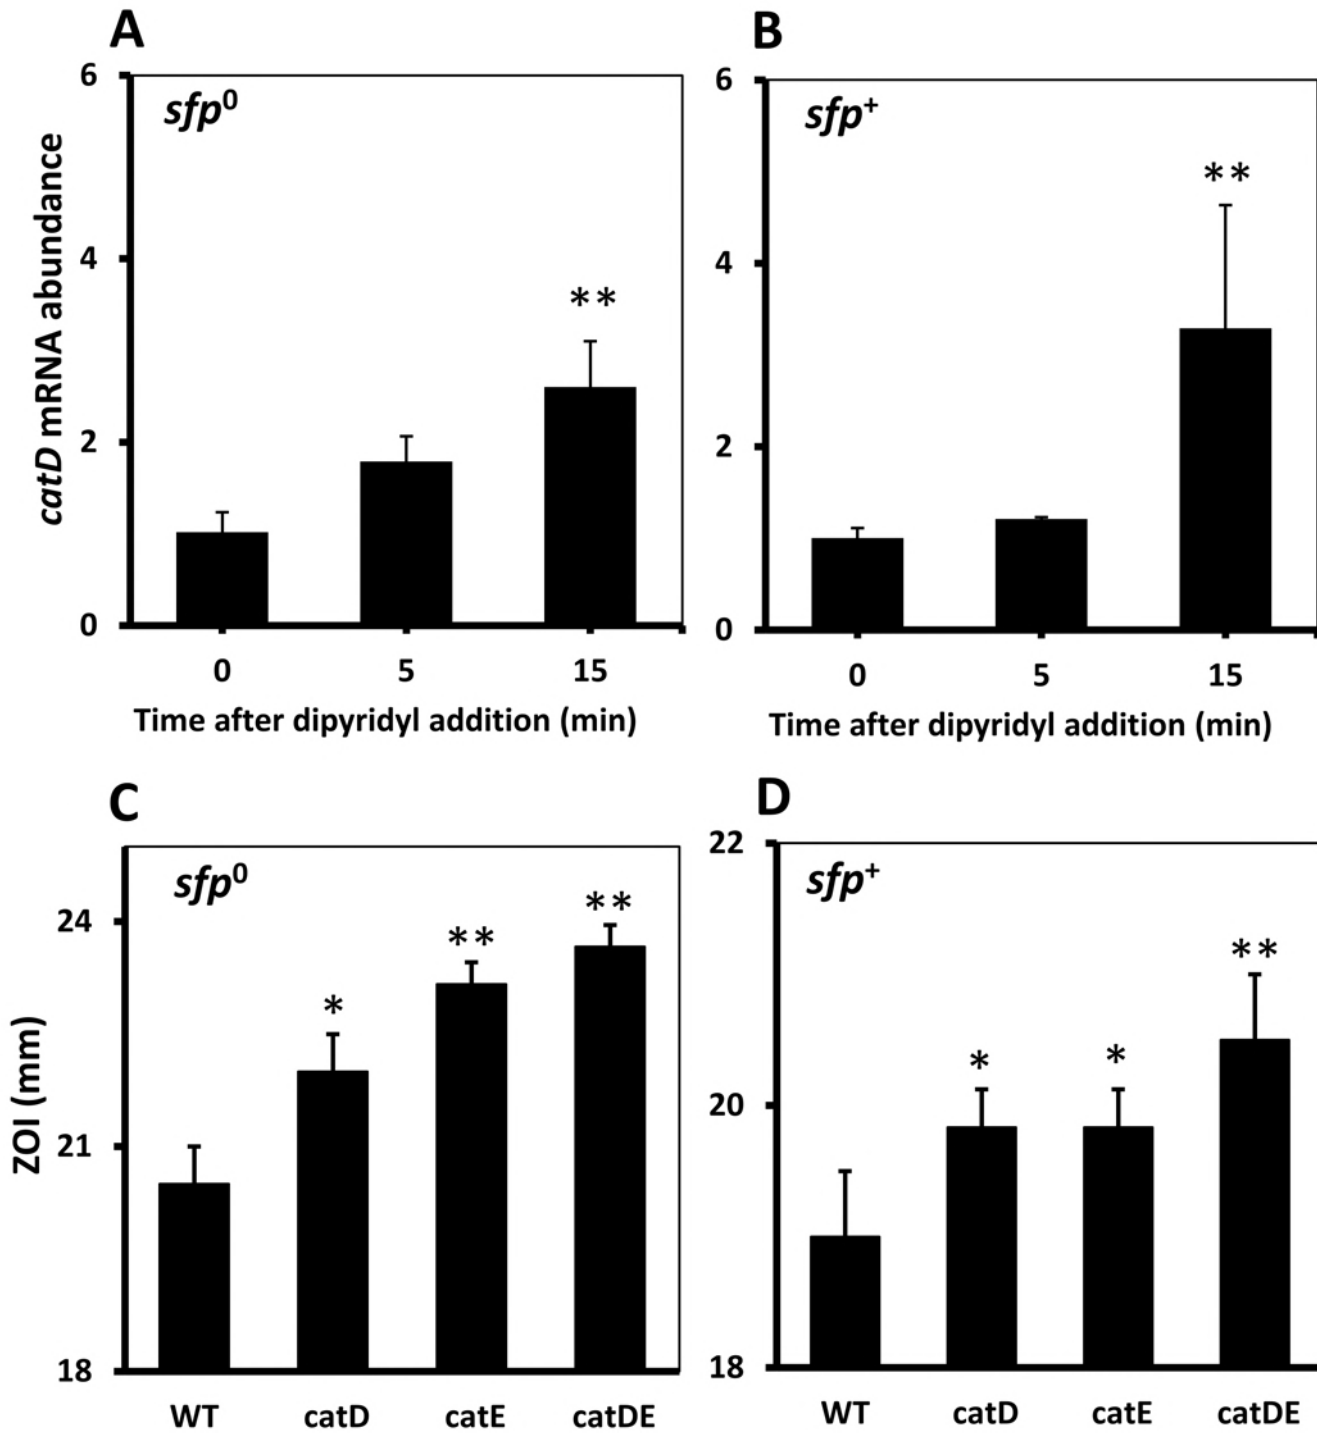 A
sfp⁰
catD mRNA abundance
6
4
2
0
**
0 5 15
Time after dipyridyl addition (min)
B
sfp⁺
6
4
2
0
**
0 5 15
Time after dipyridyl addition (min)
C
sfp⁰
ZOI (mm)
24
21
18
*
**
**
WT catD catE catDE
D
sfp⁺
22
20
18
*
*
**
WT catD catE catDE